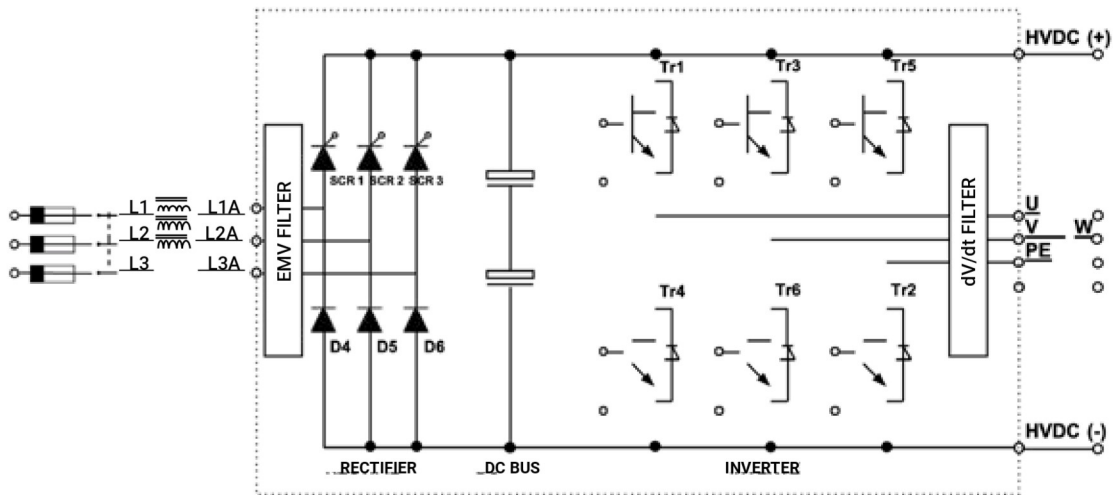 HVDC (+)
Tr1 Tr3 Tr5
SCR 1 SCR 2 SCR 3
L1 L1A
L2 L2A
L3 L3A
EMV FILTER
dV/dt FILTER
U
V W
PE
Tr4 Tr6 Tr2
D4 D5 D6
HVDC (-)
RECTIFIER DC BUS INVERTER